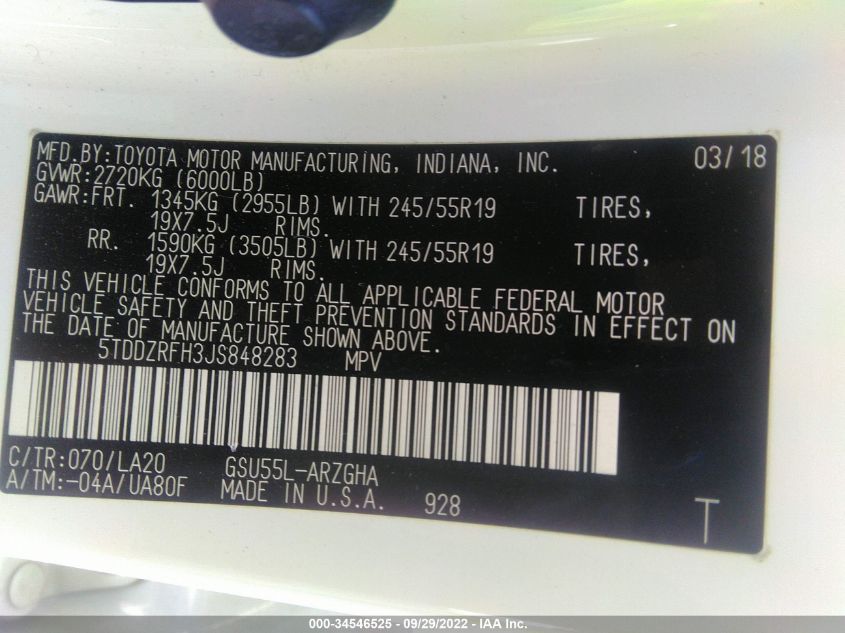 MFD.BY:TOYOTA MOTOR MANUFACTURING, INDIANA, INC. 03/18
GVWR:2720KG (6000LB)
GAWR:FRT. 1345KG (2955LB) WITH 245/55R19 TIRES,
19X7.5J RIMS.
RR. 1590KG (3505LB) WITH 245/55R19 TIRES,
19X7.5J RIMS.
THIS VEHICLE CONFORMS TO ALL APPLICABLE FEDERAL MOTOR
VEHICLE SAFETY AND THEFT PREVENTION STANDARDS IN EFFECT ON
THE DATE OF MANUFACTURE SHOWN ABOVE.
5TDDZRFH3JS848283 MPV
C/TR:070/LA20 GSU55L-ARZGHA
A/TM:-04A/UA80F MADE IN U.S.A. 928 T
000-34546525 - 09/29/2022 - IAA Inc.